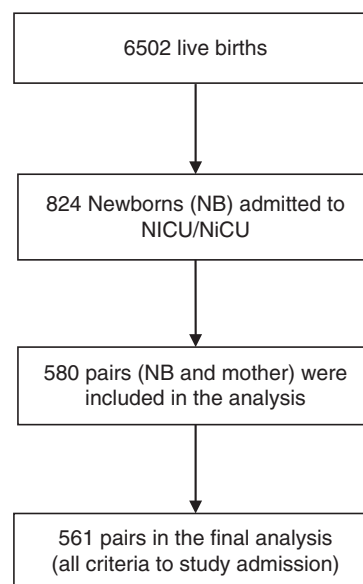 6502 live births
824 Newborns (NB) admitted to
NICU/NiCU
580 pairs (NB and mother) were
included in the analysis
561 pairs in the final analysis
(all criteria to study admission)